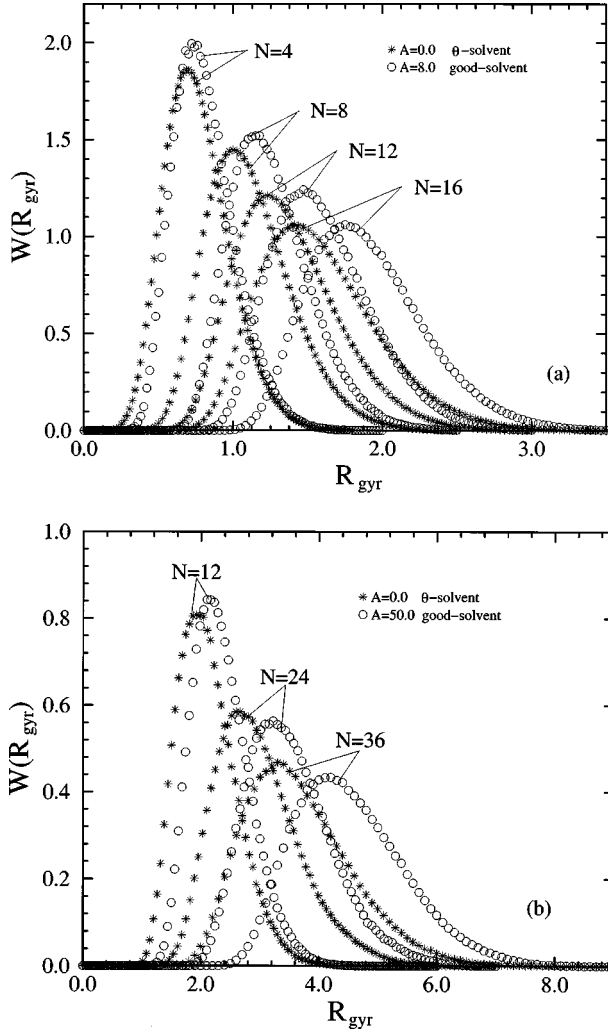 2.0
1.5
1.0
0.5
0.0
W(R_gyr)
N=4
N=8
N=12
N=16
A=0.0 θ-solvent
A=8.0 good-solvent
(a)
0.0 1.0 2.0 3.0
R_gyr
1.0
0.8
0.6
0.4
0.2
0.0
W(R_gyr)
N=12
N=24
N=36
A=0.0 θ-solvent
A=50.0 good-solvent
(b)
0.0 2.0 4.0 6.0 8.0
R_gyr